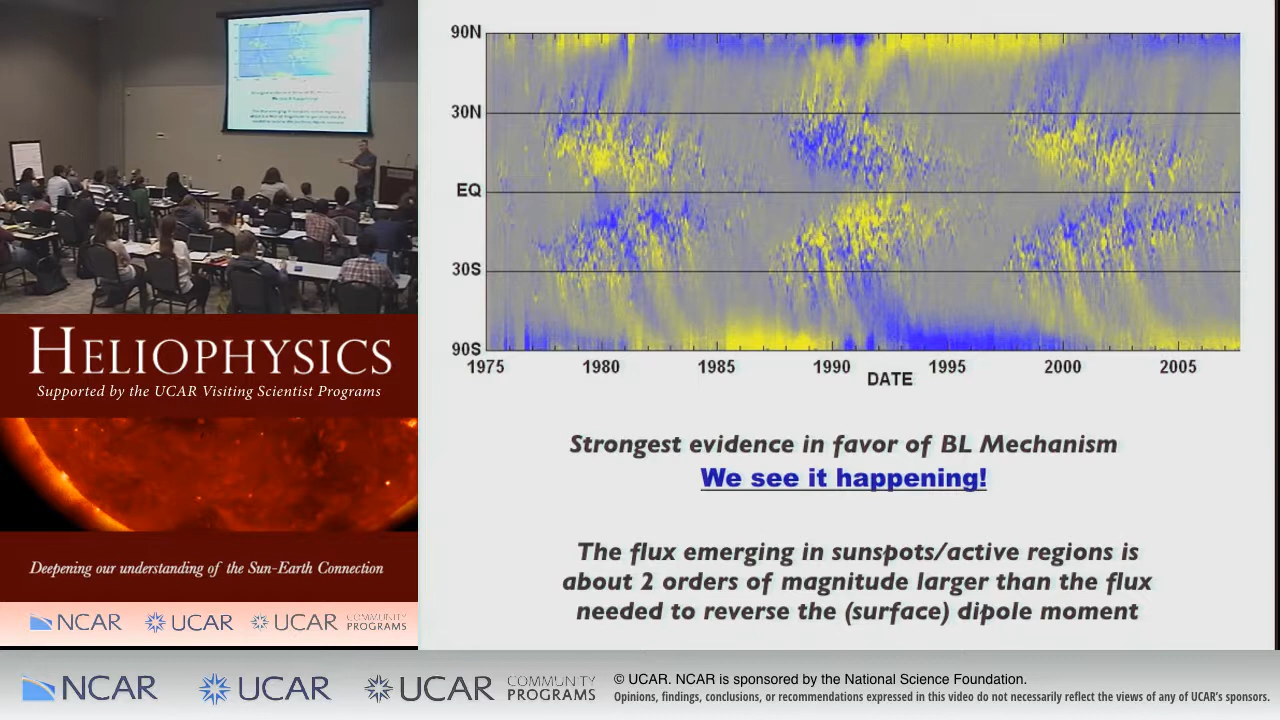 HELIOPHYSICS
Supported by the UCAR Visiting Scientist Programs
Deepening our understanding of the Sun-Earth Connection
NCAR UCAR UCAR COMMUNITY PROGRAMS
90N
30N
EQ
30S
90S
1975 1980 1985 1990 1995 2000 2005
DATE
Strongest evidence in favor of BL Mechanism
We see it happening!
The flux emerging in sunspots/active regions is
about 2 orders of magnitude larger than the flux
needed to reverse the (surface) dipole moment
NCAR UCAR UCAR COMMUNITY PROGRAMS
© UCAR. NCAR is sponsored by the National Science Foundation.
Opinions, findings, conclusions, or recommendations expressed in this video do not necessarily reflect the views of any of UCAR's sponsors.